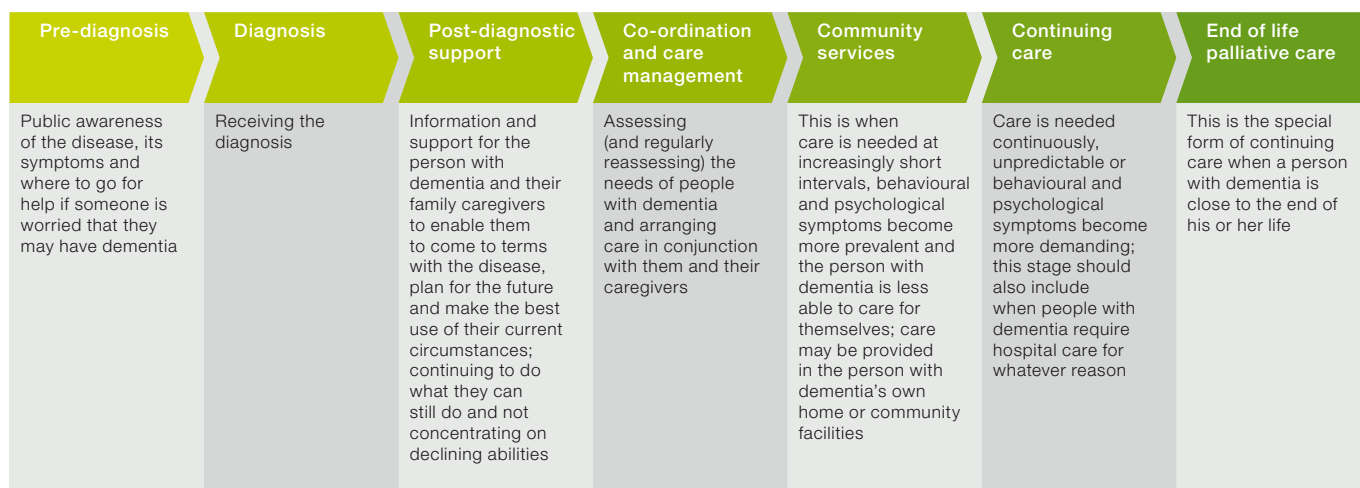 Pre-diagnosis
Public awareness
of the disease, its
symptoms and
where to go for
help if someone is
worried that they
may have dementia
Diagnosis
Receiving the
diagnosis
Post-diagnostic
support
Information and
support for the
person with
dementia and their
family caregivers
to enable them
to come to terms
with the disease,
plan for the future
and make the best
use of their current
circumstances;
continuing to do
what they can
still do and not
concentrating on
declining abilities
Co-ordination
and care
management
Assessing
(and regularly
reassessing) the
needs of people
with dementia
and arranging
care in conjunction
with them and their
caregivers
Community
services
This is when
care is needed at
increasingly short
intervals, behavioural
and psychological
symptoms become
more prevalent and
the person with
dementia is less
able to care for
themselves; care
may be provided
in the person with
dementia’s own
home or community
facilities
Continuing
care
Care is needed
continuously,
unpredictable or
behavioural and
psychological
symptoms become
more demanding;
this stage should
also include
when people with
dementia require
hospital care for
whatever reason
End of life
palliative care
This is the special
form of continuing
care when a person
with dementia is
close to the end of
his or her life